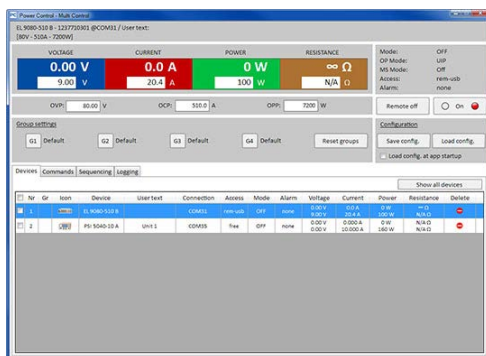 Power Control - Multi Control
EL 9080-510 B - 1237710301 @COM31 / User text:
[80V - 510A - 7200W]
VOLTAGE CURRENT POWER RESISTANCE
0.00 V 0.0 A 0 W ∞ Ω
9.00 V 20.4 A 100 W N/A Ω
Mode: OFF
OP Mode: UIP
MS Mode: Off
Access: rem-usb
Alarm: none
OVP: 80.00 V OCP: 510.0 A OPP: 7200 W
Remote off On
Group settings
G1 Default G2 Default G3 Default G4 Default Reset groups
Configuration
Save config. Load config.
Load config. at app startup
Devices Commands Sequencing Logging
Show all devices
Nr Gr Icon Device User text Connection Access Mode Alarm Voltage Current Power Resistance Delete
1 EL 9080-510 B COM31 rem-usb OFF none 0.00 V 0.0 A 0 W ∞ Ω
9.00 V 20.4 A 100 W N/A Ω
2 PSI 5040-10 A Unit 1 COM35 free OFF none 0.00 V 0.000 A 0 W N/A Ω
0.00 V 10.000 A 160 W N/A Ω